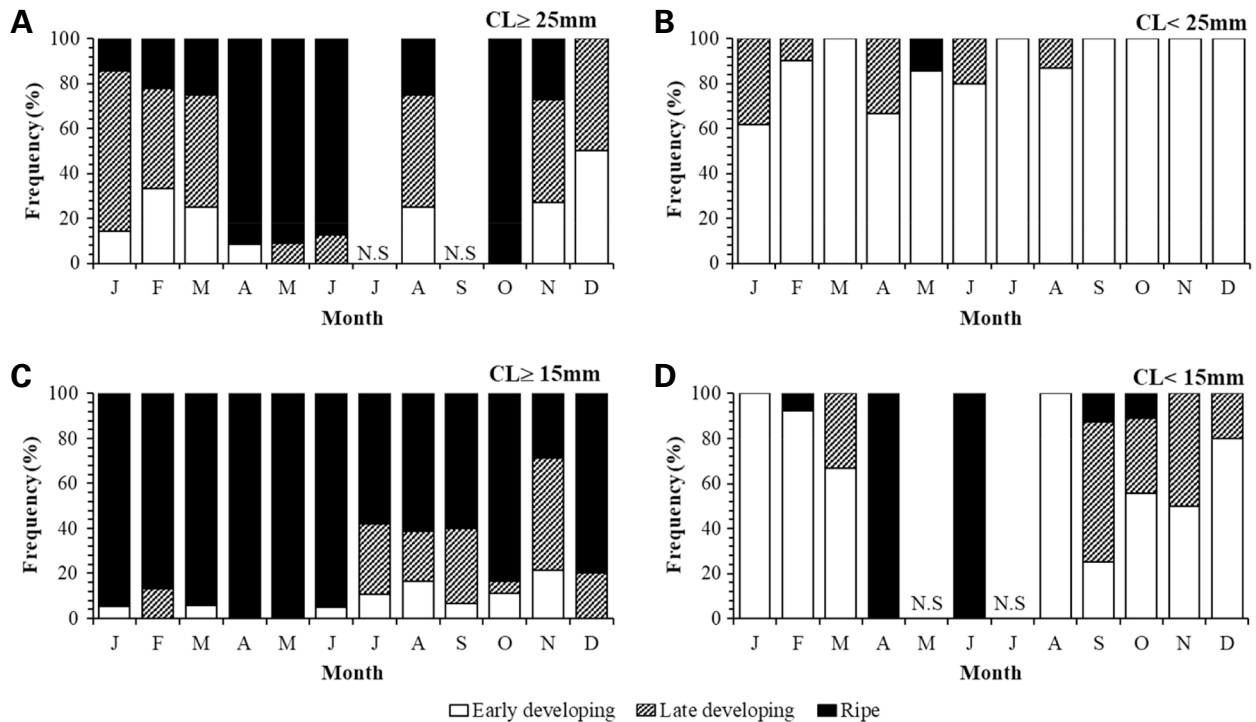 A
CL≥ 25mm
Frequency (%)
100
80
60
40
20
0
N.S
N.S
J F M A M J J A S O N D
Month
B
CL< 25mm
Frequency (%)
100
80
60
40
20
0
J F M A M J J A S O N D
Month
C
CL≥ 15mm
Frequency (%)
100
80
60
40
20
0
J F M A M J J A S O N D
Month
D
CL< 15mm
Frequency (%)
100
80
60
40
20
0
N.S
N.S
J F M A M J J A S O N D
Month
Early developing Late developing Ripe